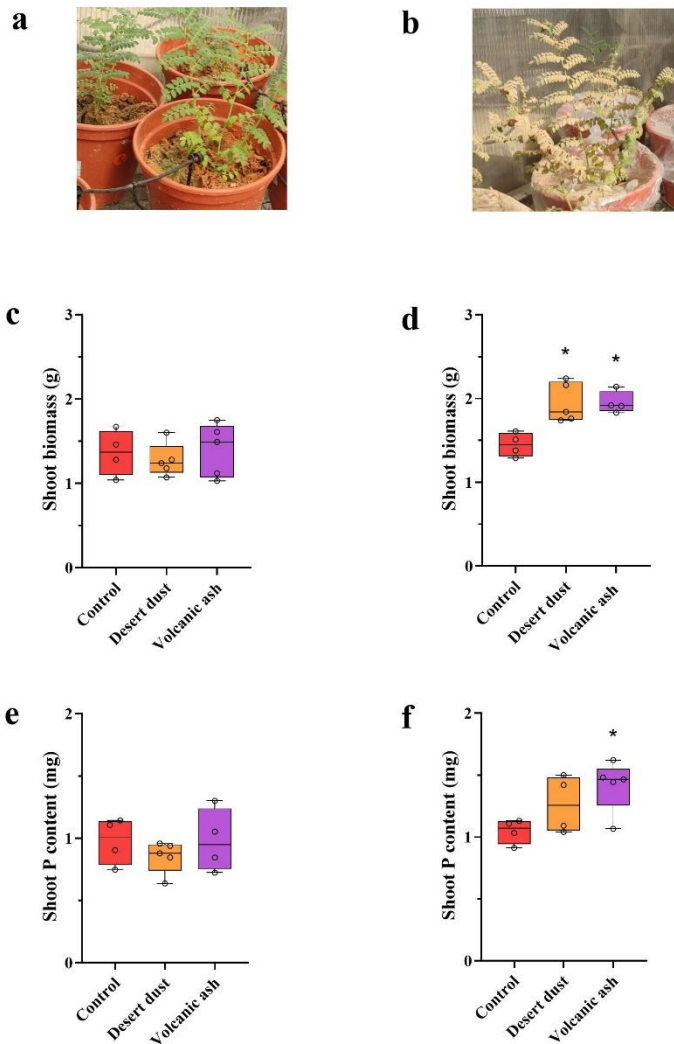 a
b
c
d
3
2
1
0
Shoot biomass (g)
Control
Desert dust
Volcanic ash
3
2
1
0
Shoot biomass (g)
*
*
Control
Desert dust
Volcanic ash
e
f
2
1
0
Shoot P content (mg)
Control
Desert dust
Volcanic ash
2
1
0
Shoot P content (mg)
*
Control
Desert dust
Volcanic ash